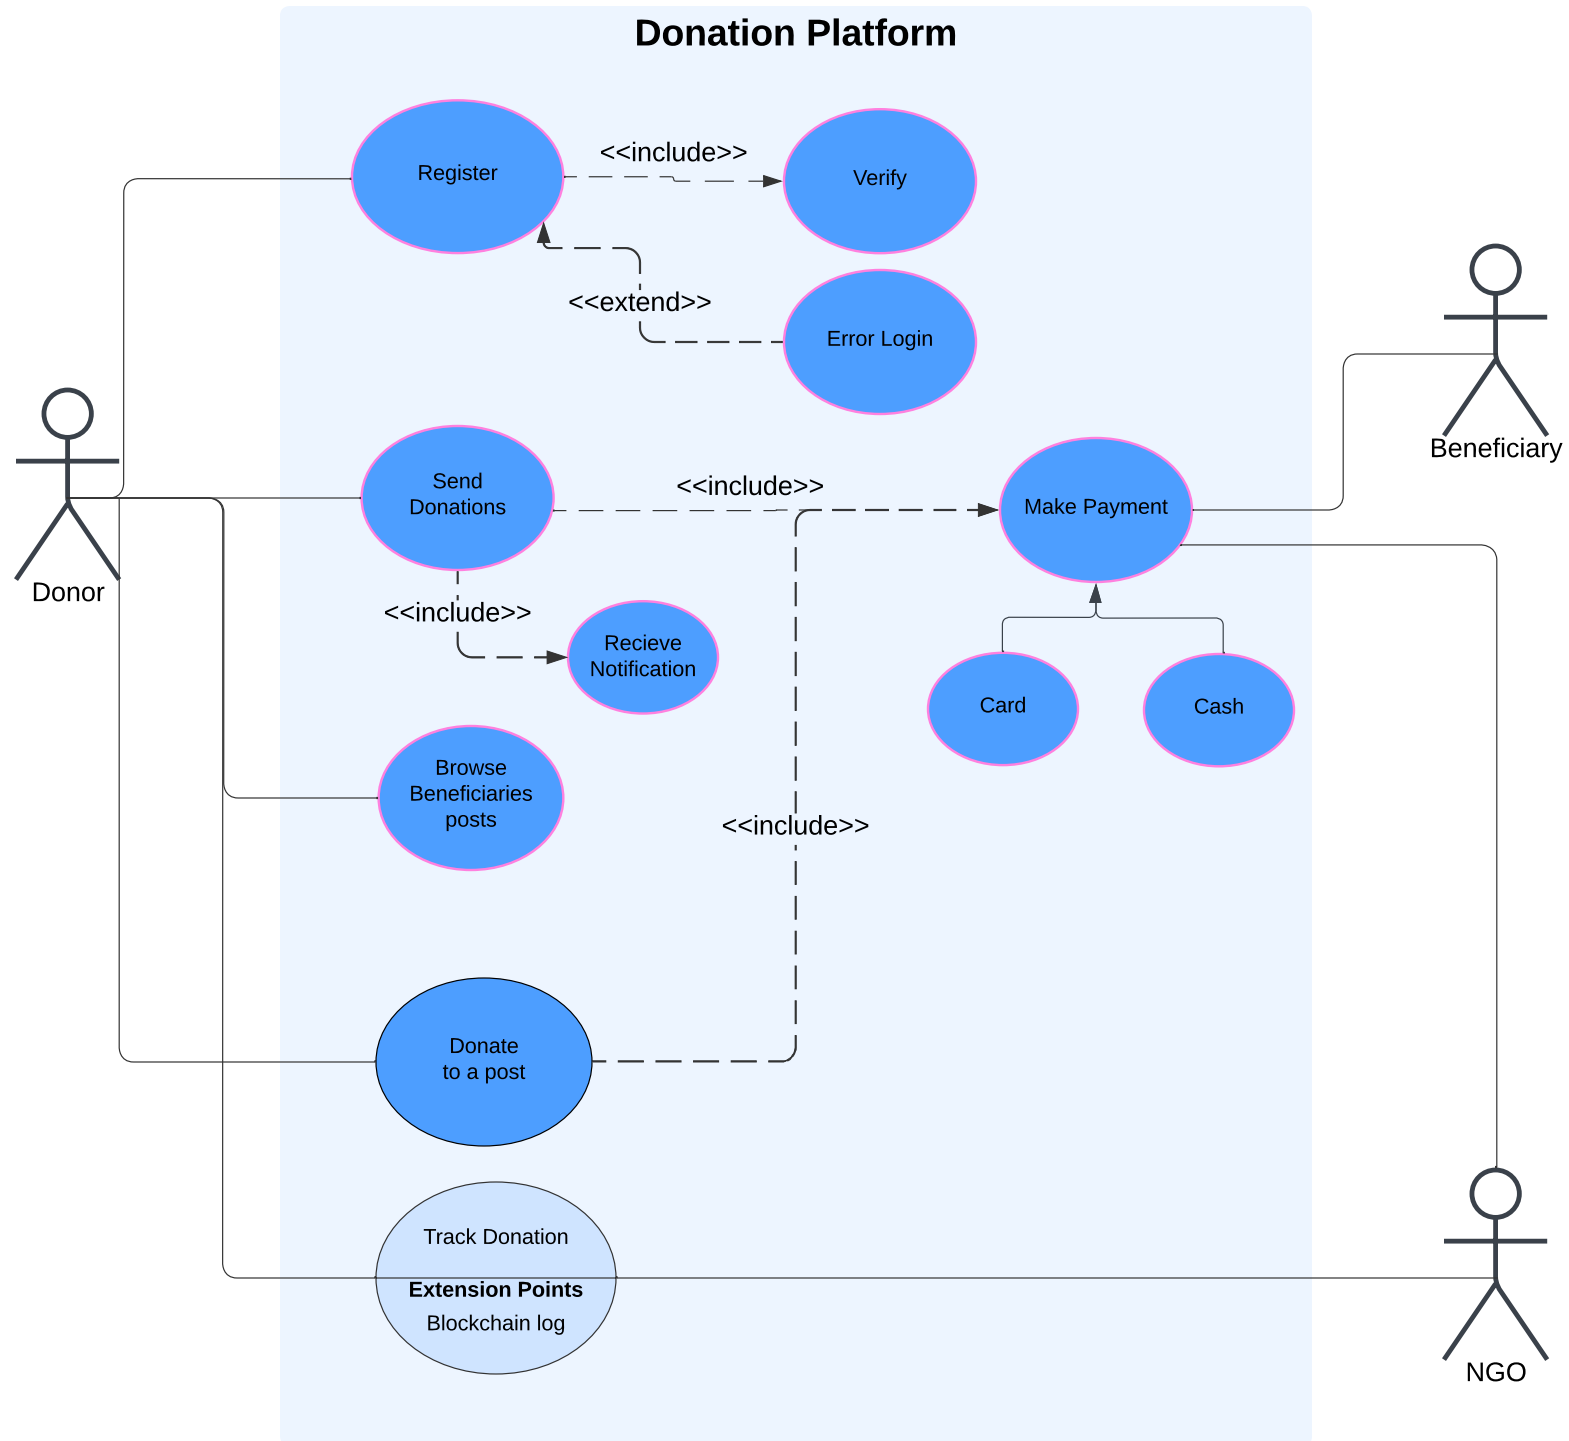 Donation Platform
Register
<<include>>
Verify
<<extend>>
Error Login
Beneficiary
Donor
Send
Donations
<<include>>
Make Payment
<<include>>
Recieve
Notification
Card
Cash
Browse
Beneficiaries
posts
<<include>>
Donate
to a post
Track Donation
Extension Points
Blockchain log
NGO